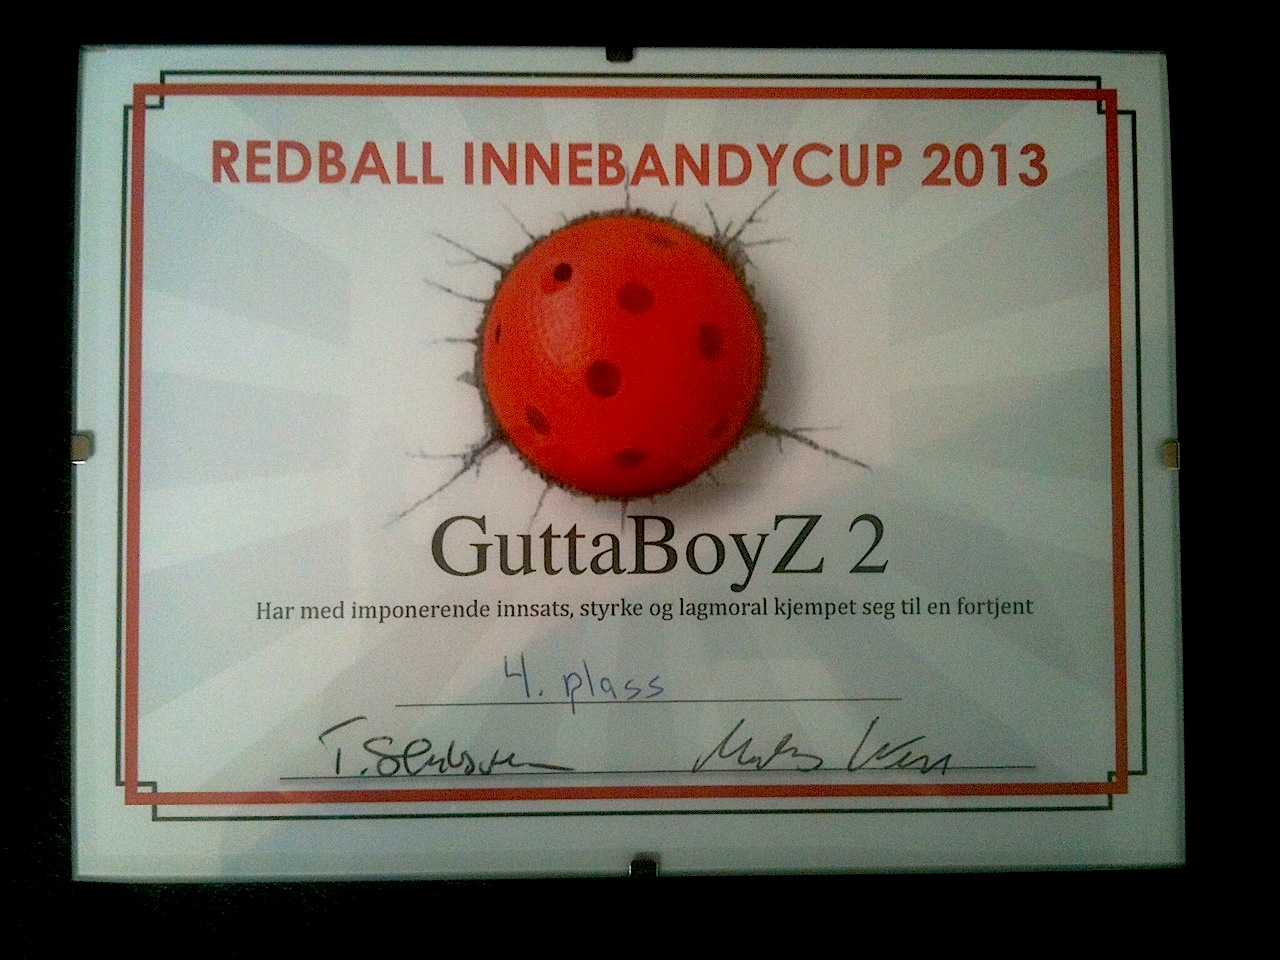 REDBALL INNEBANDYCUP 2013
GuttaBoyZ 2
Har med imponerende innsats, styrke og lagmoral kjempet seg til en fortjent
4. plass
T.